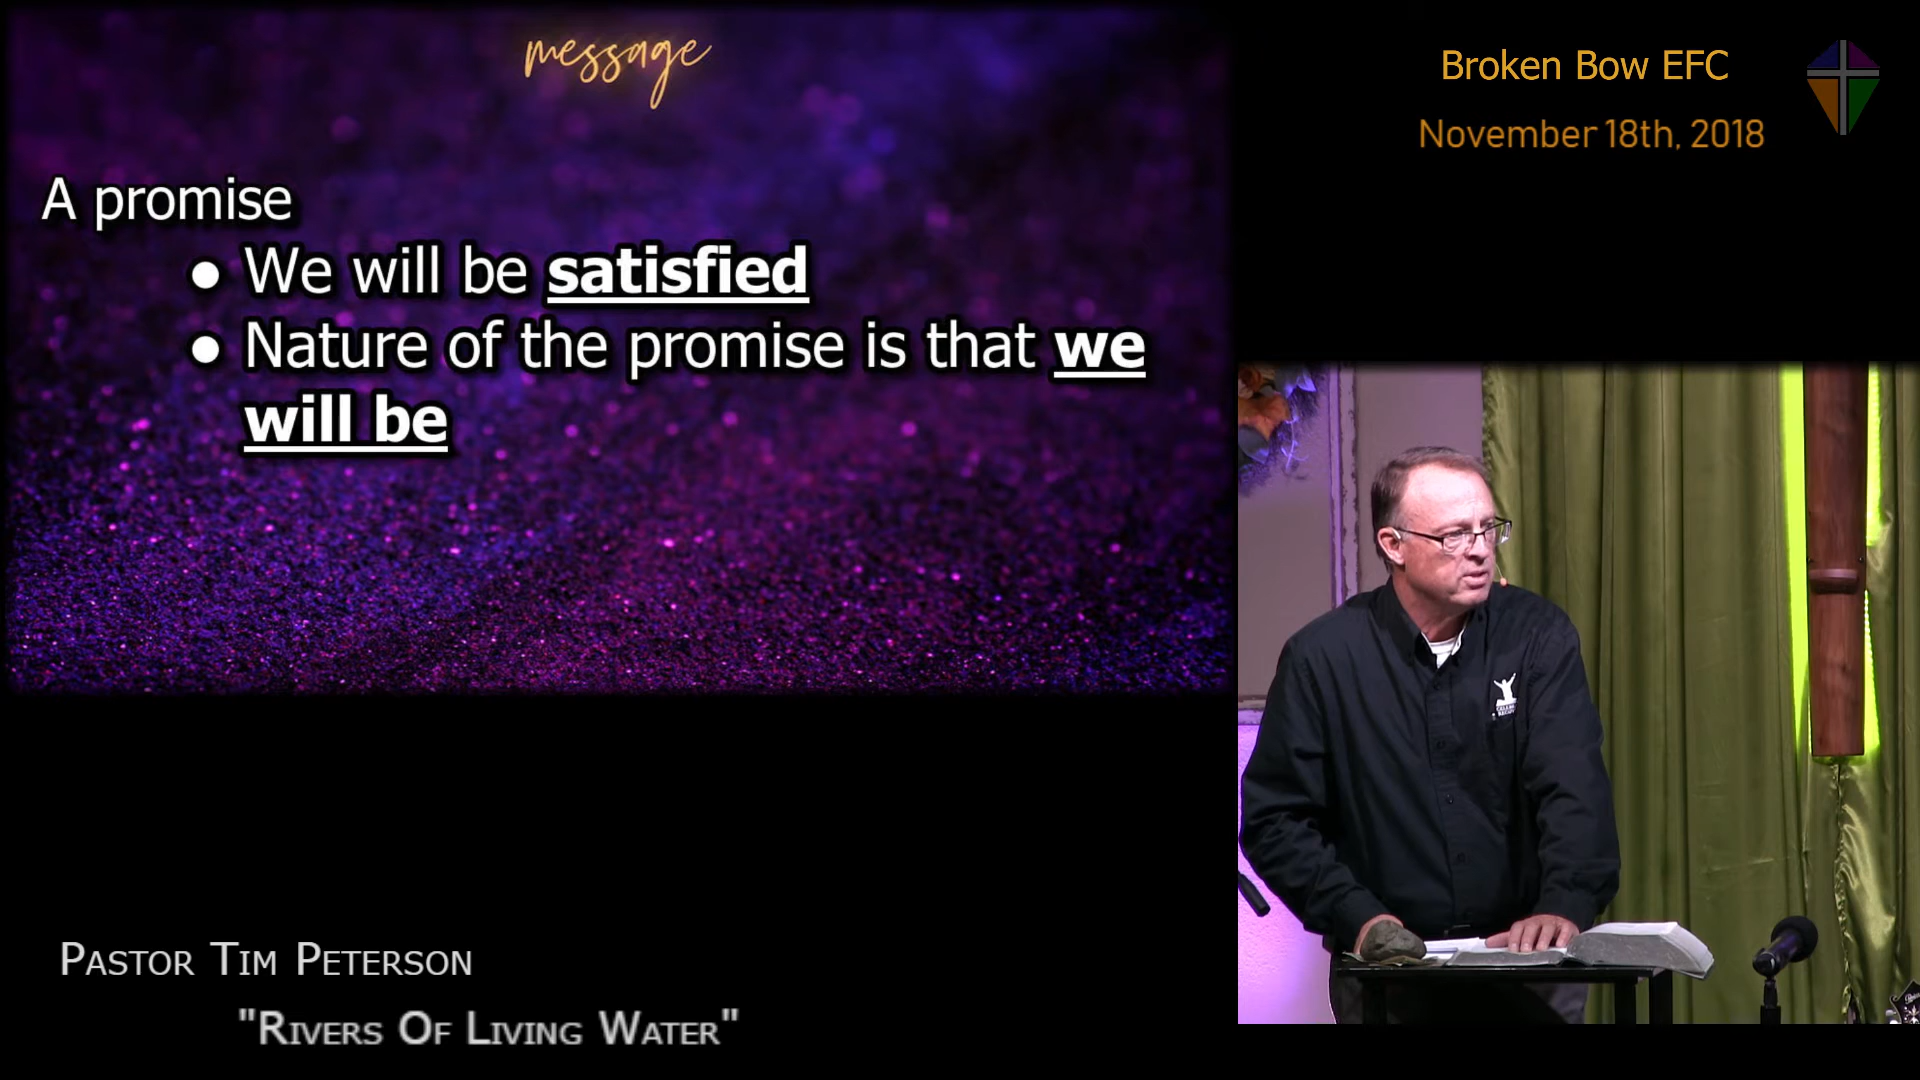 message
Broken Bow EFC
November 18th, 2018
A promise
● We will be satisfied
● Nature of the promise is that we
will be
PASTOR TIM PETERSON
"RIVERS OF LIVING WATER"